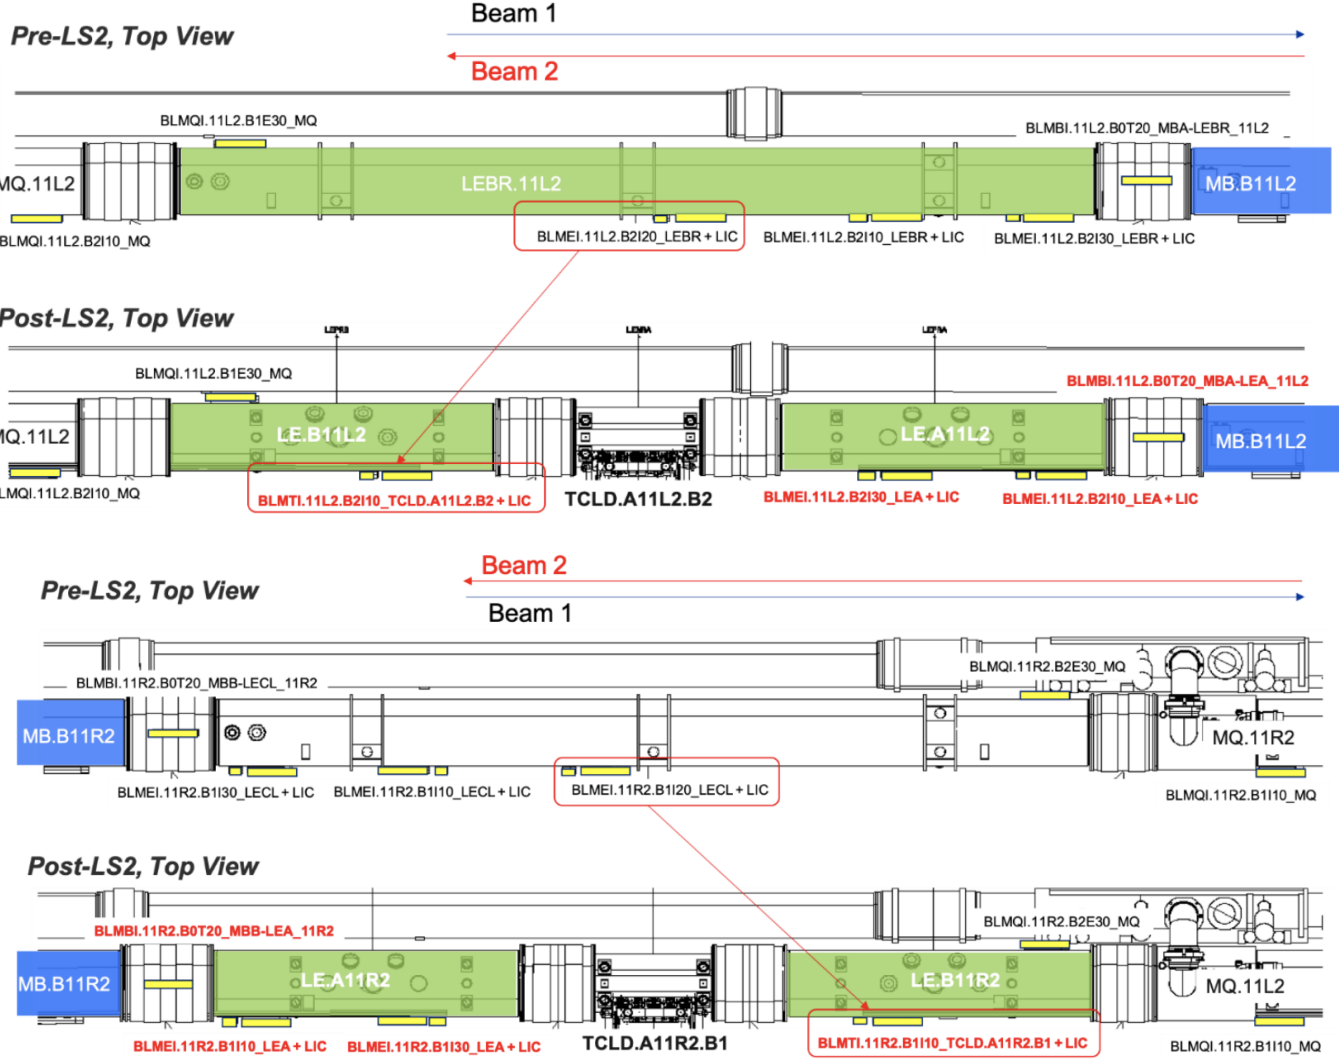 Beam 1
Pre-LS2, Top View
Beam 2
BLMQI.11L2.B1E30_MQ
BLMBI.11L2.B0T20_MBA-LEBR_11L2
MQ.11L2
LEBR.11L2
MB.B11L2
BLMQI.11L2.B2I10_MQ
BLMEI.11L2.B2I20_LEBR + LIC
BLMEI.11L2.B2I10_LEBR + LIC
BLMEI.11L2.B2I30_LEBR + LIC
Post-LS2, Top View
BLMQI.11L2.B1E30_MQ
BLMBI.11L2.B0T20_MBA-LEA_11L2
MQ.11L2
LE.B11L2
LE.A11L2
MB.B11L2
LMQI.11L2.B2I10_MQ
BLMTI.11L2.B2I10_TCLD.A11L2.B2 + LIC
TCLD.A11L2.B2
BLMEI.11L2.B2I30_LEA + LIC
BLMEI.11L2.B2I10_LEA + LIC
Beam 2
Pre-LS2, Top View
Beam 1
BLMBI.11R2.B0T20_MBB-LECL_11R2
BLMQI.11R2.B2E30_MQ
MB.B11R2
MQ.11R2
BLMEI.11R2.B1I30_LECL + LIC
BLMEI.11R2.B1I10_LECL + LIC
BLMEI.11R2.B1I20_LECL + LIC
BLMQI.11R2.B1I10_MQ
Post-LS2, Top View
BLMBI.11R2.B0T20_MBB-LEA_11R2
BLMQI.11R2.B2E30_MQ
MB.B11R2
LE.A11R2
LE.B11R2
MQ.11L2
BLMEI.11R2.B1I10_LEA + LIC
BLMEI.11R2.B1I30_LEA + LIC
TCLD.A11R2.B1
BLMTI.11R2.B1I10_TCLD.A11R2.B1 + LIC
BLMQI.11R2.B1I10_MQ